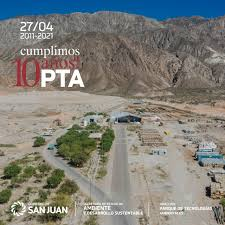 27/04
2011-2021
cumplimos
10 años!
PTA
SAN JUAN
AMBIENTE
Y DESARROLLO SUSTENTABLE
PARQUE DE TECNOLOGÍAS
AMBIENTALES